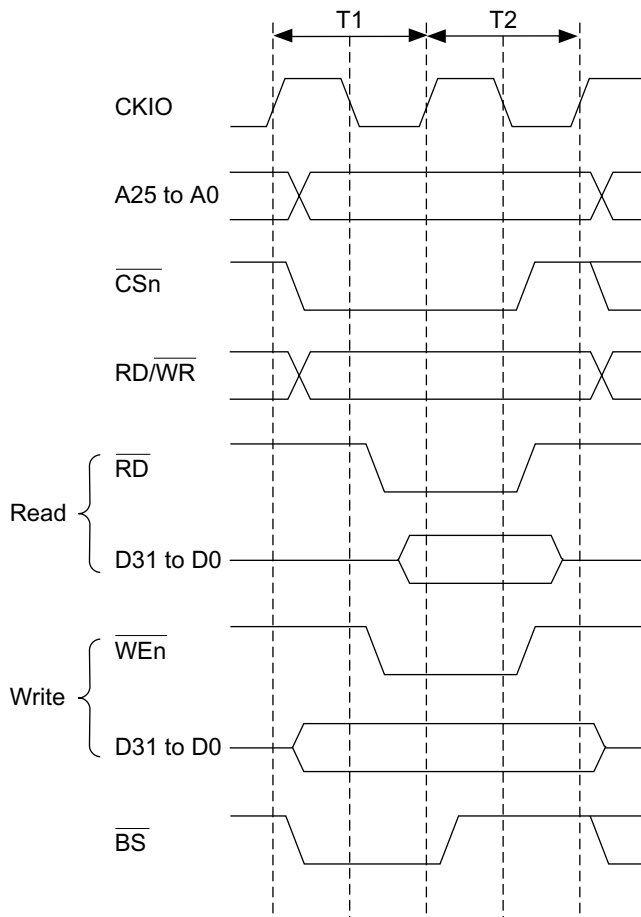 T1 T2
CKIO
A25 to A0
CSn
RD/WR
RD
Read
D31 to D0
WEn
Write
D31 to D0
BS